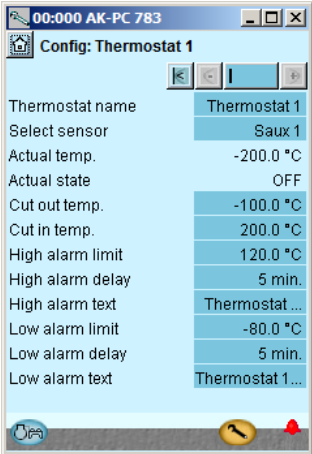 00:000 AK-PC 783
Config: Thermostat 1
Thermostat name Thermostat 1
Select sensor Saux 1
Actual temp. -200.0 °C
Actual state OFF
Cut out temp. -100.0 °C
Cut in temp. 200.0 °C
High alarm limit 120.0 °C
High alarm delay 5 min.
High alarm text Thermostat ...
Low alarm limit -80.0 °C
Low alarm delay 5 min.
Low alarm text Thermostat 1...